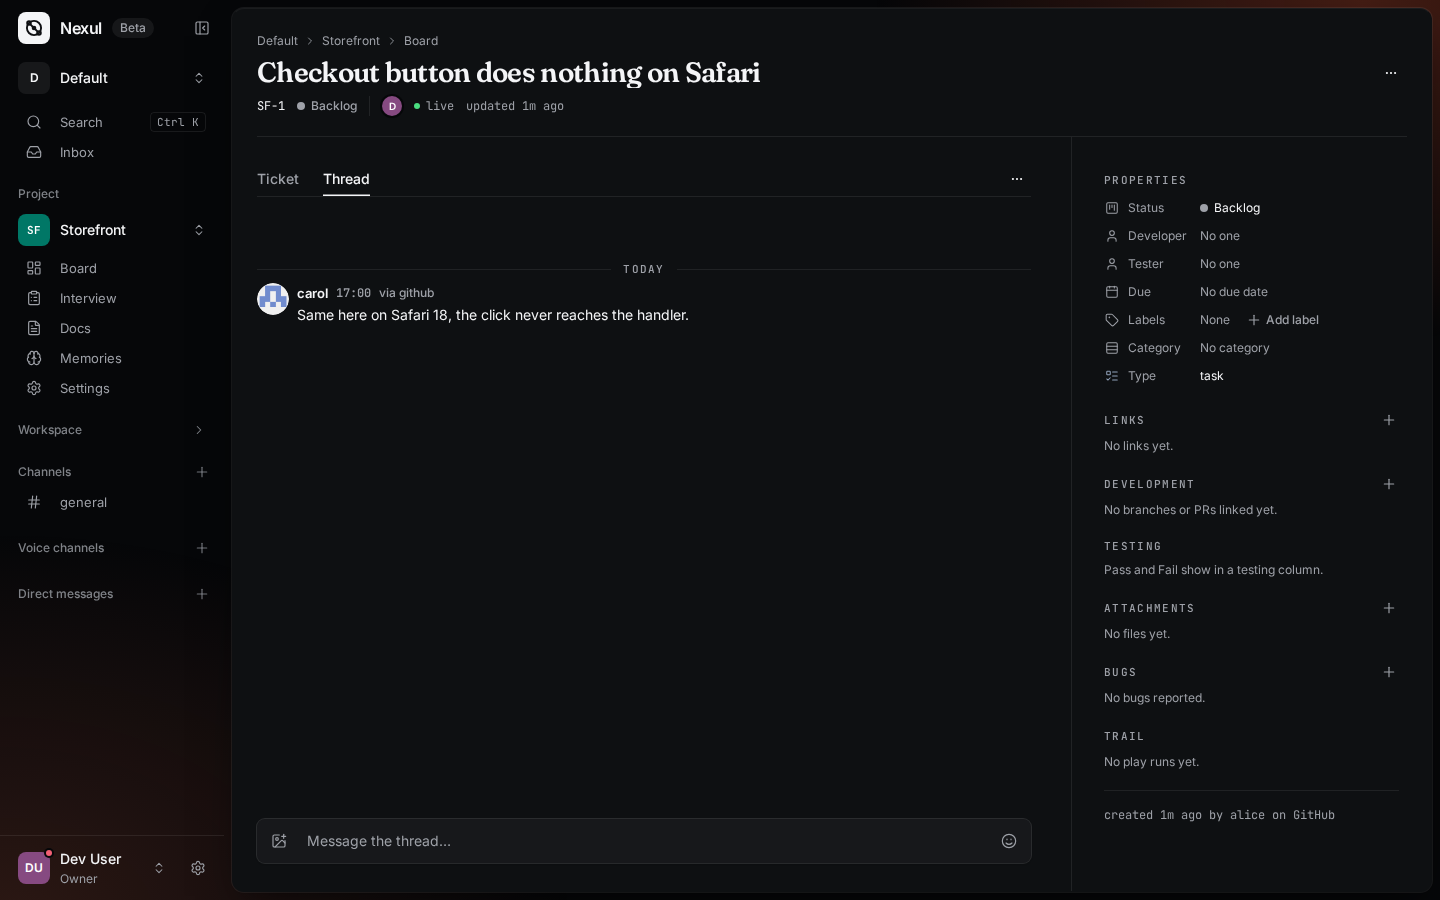 Nexul Beta
D Default
Search Ctrl K
Inbox
Project
SF Storefront
Board
Interview
Docs
Memories
Settings
Workspace
Channels
general
Voice channels
Direct messages
DU Dev User
Owner
Default > Storefront > Board
Checkout button does nothing on Safari
SF-1 Backlog D live updated 1m ago
Ticket Thread
TODAY
carol 17:00 via github
Same here on Safari 18, the click never reaches the handler.
Message the thread...
PROPERTIES
Status Backlog
Developer No one
Tester No one
Due No due date
Labels None + Add label
Category No category
Type task
LINKS
No links yet.
DEVELOPMENT
No branches or PRs linked yet.
TESTING
Pass and Fail show in a testing column.
ATTACHMENTS
No files yet.
BUGS
No bugs reported.
TRAIL
No play runs yet.
created 1m ago by alice on GitHub